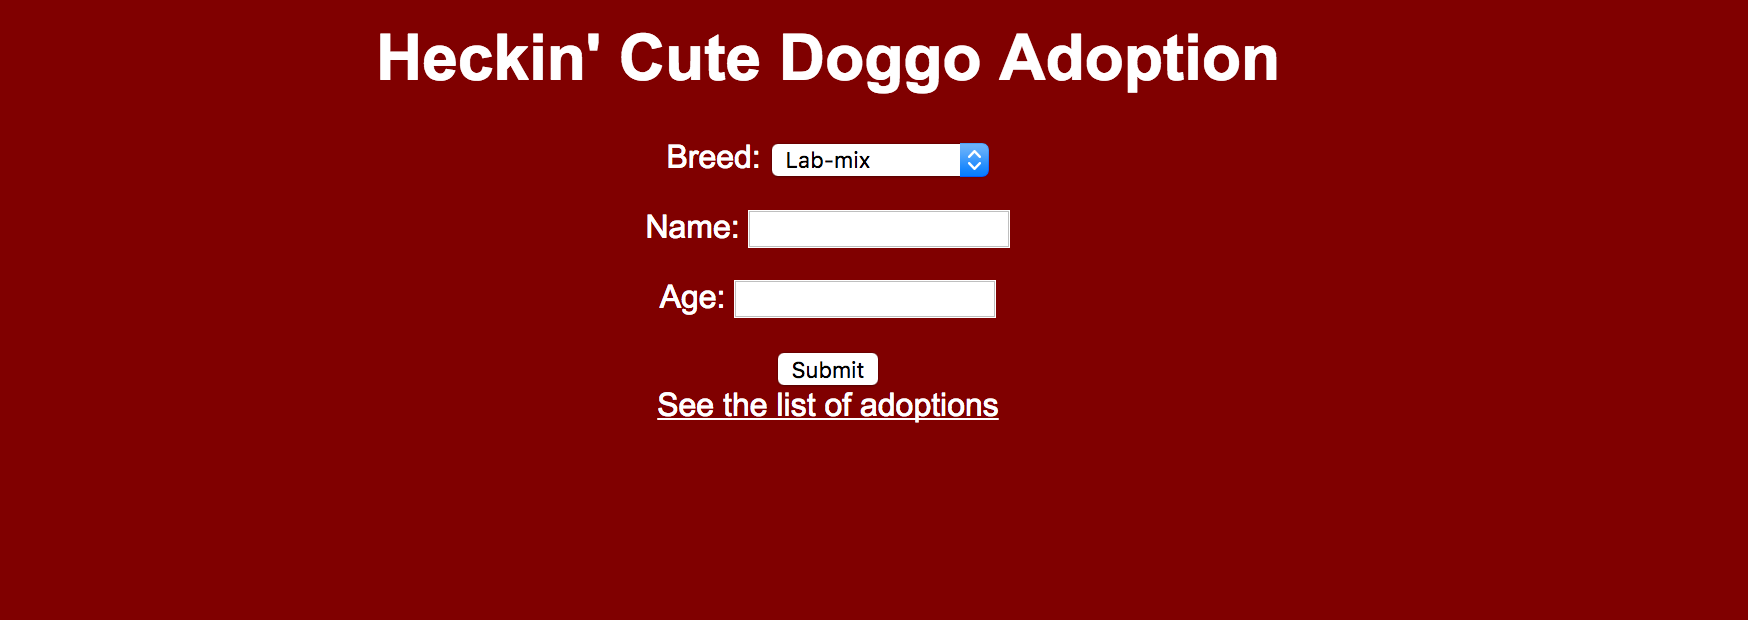 Heckin' Cute Doggo Adoption
Breed: Lab-mix
Name:
Age:
Submit
See the list of adoptions